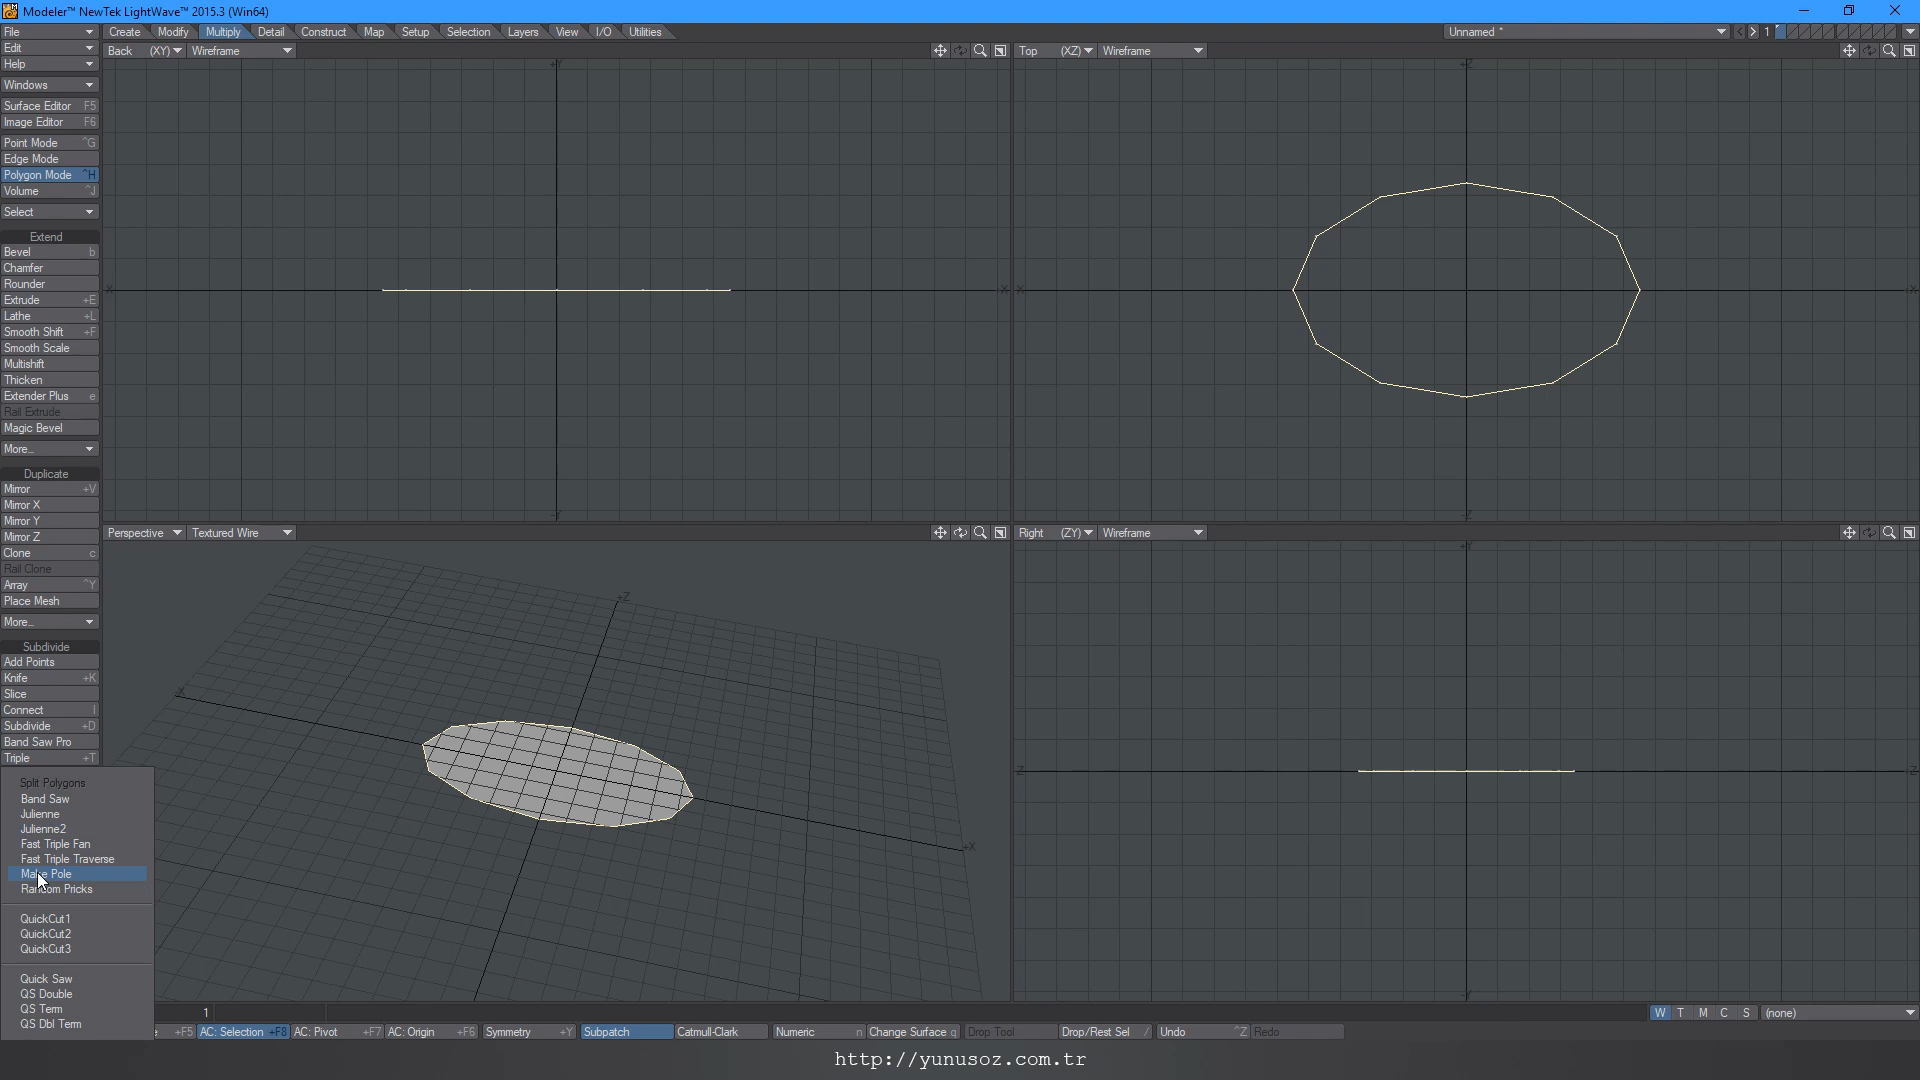 Modeler™ NewTek LightWave™ 2015.3 (Win64)
File
Edit
Help
Windows
Surface Editor F5
Image Editor F6
Point Mode ^G
Edge Mode
Polygon Mode ^H
Volume ^J
Select
Extend
Bevel b
Chamfer
Rounder
Extrude +E
Lathe +L
Smooth Shift +F
Smooth Scale
Multishift
Thicken
Extender Plus e
Rail Extrude
Magic Bevel
More...
Duplicate
Mirror +V
Mirror X
Mirror Y
Mirror Z
Clone c
Rail Clone
Array ^Y
Place Mesh
More...
Subdivide
Add Points
Knife +K
Slice
Connect l
Subdivide +D
Band Saw Pro
Triple +T
Split Polygons
Band Saw
Julienne
Julienne2
Fast Triple Fan
Fast Triple Traverse
Make Pole
Random Pricks
QuickCut1
QuickCut2
QuickCut3
Quick Saw
QS Double
QS Term
QS Dbl Term
Create Modify Multiply Detail Construct Map Setup Selection Layers View I/O Utilities
Unnamed * 1
Back (XY) Wireframe
Top (XZ) Wireframe
Perspective Textured Wire
Right (ZY) Wireframe
+Z
+X
1
W T M C S (none)
+F5 AC: Selection +F8 AC: Pivot +F7 AC: Origin +F6 Symmetry +Y Subpatch Catmull-Clark Numeric n Change Surface q Drop Tool Drop/Rest Sel / Undo ^Z Redo
http://yunusoz.com.tr